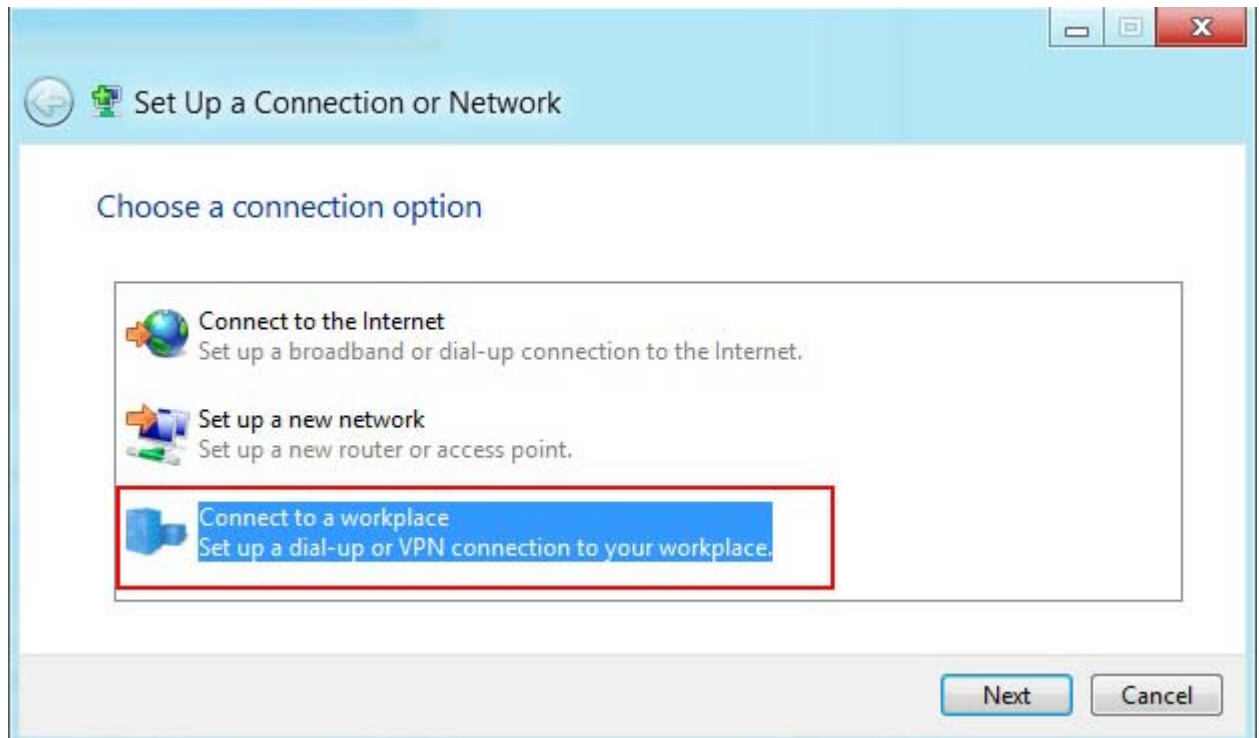 Set Up a Connection or Network
Choose a connection option
Connect to the Internet
Set up a broadband or dial-up connection to the Internet.
Set up a new network
Set up a new router or access point.
Connect to a workplace
Set up a dial-up or VPN connection to your workplace.
Next
Cancel